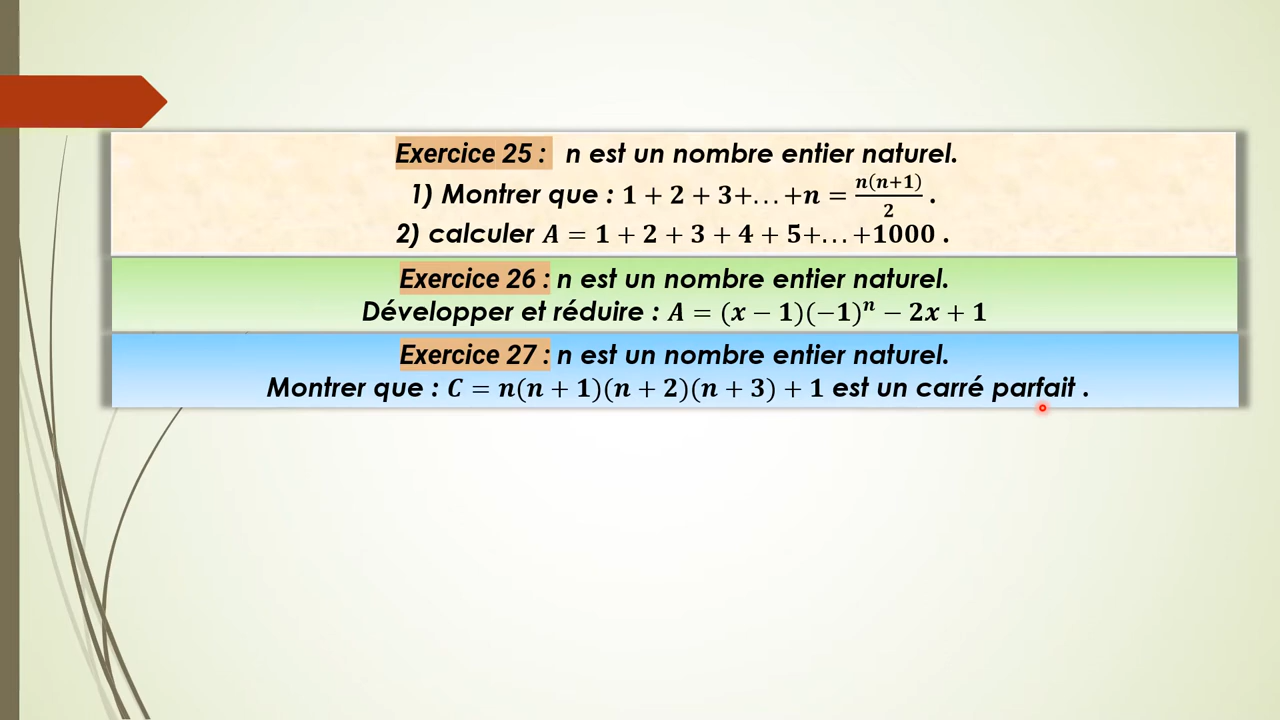 Exercice 25 : n est un nombre entier naturel.
1) Montrer que : 1 + 2 + 3+…+n = n(n+1)/2 .
2) calculer A = 1 + 2 + 3 + 4 + 5+…+1000 .
Exercice 26 : n est un nombre entier naturel.
Développer et réduire : A = (x − 1)(−1)ⁿ − 2x + 1
Exercice 27 : n est un nombre entier naturel.
Montrer que : C = n(n + 1)(n + 2)(n + 3) + 1 est un carré parfait .